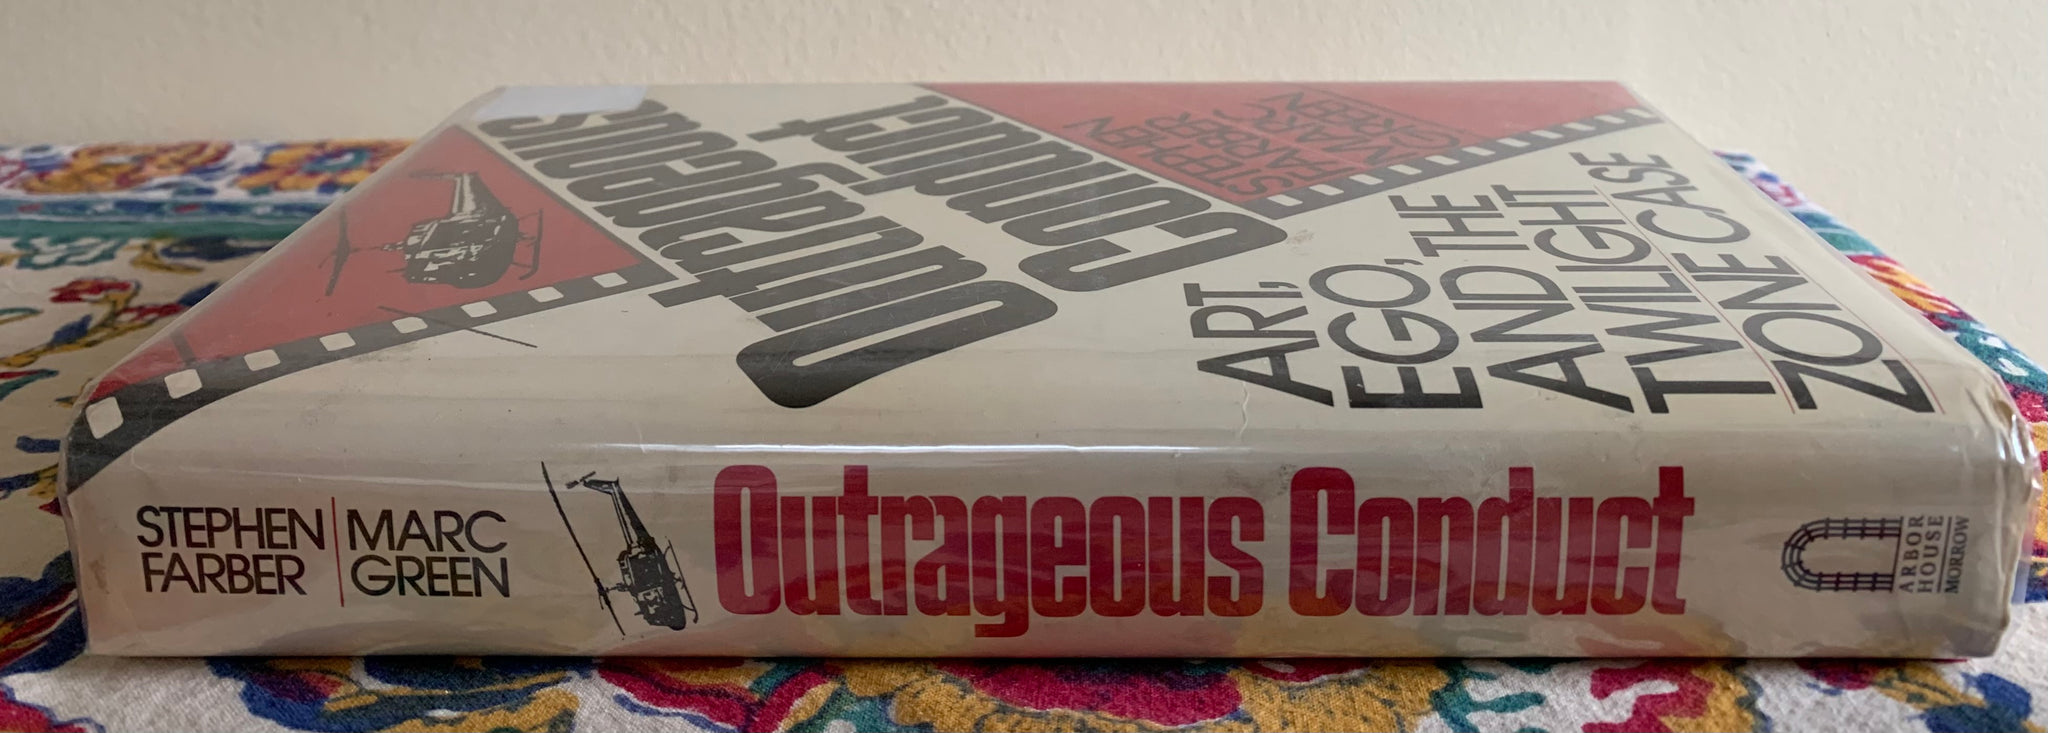 Outrageous
Conduct
STEPHEN
FARBER
MARC
GREEN
ART,
EGO,
AND THE
TWILIGHT
ZONE CASE
STEPHEN
FARBER
MARC
GREEN
Outrageous Conduct
ARBOR
HOUSE
MORROW